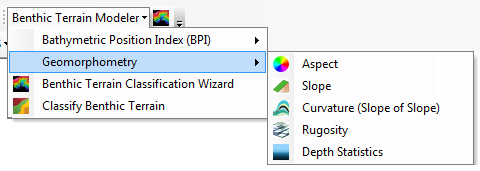 Benthic Terrain Modeler
Bathymetric Position Index (BPI)
Geomorphometry
Benthic Terrain Classification Wizard
Classify Benthic Terrain
Aspect
Slope
Curvature (Slope of Slope)
Rugosity
Depth Statistics